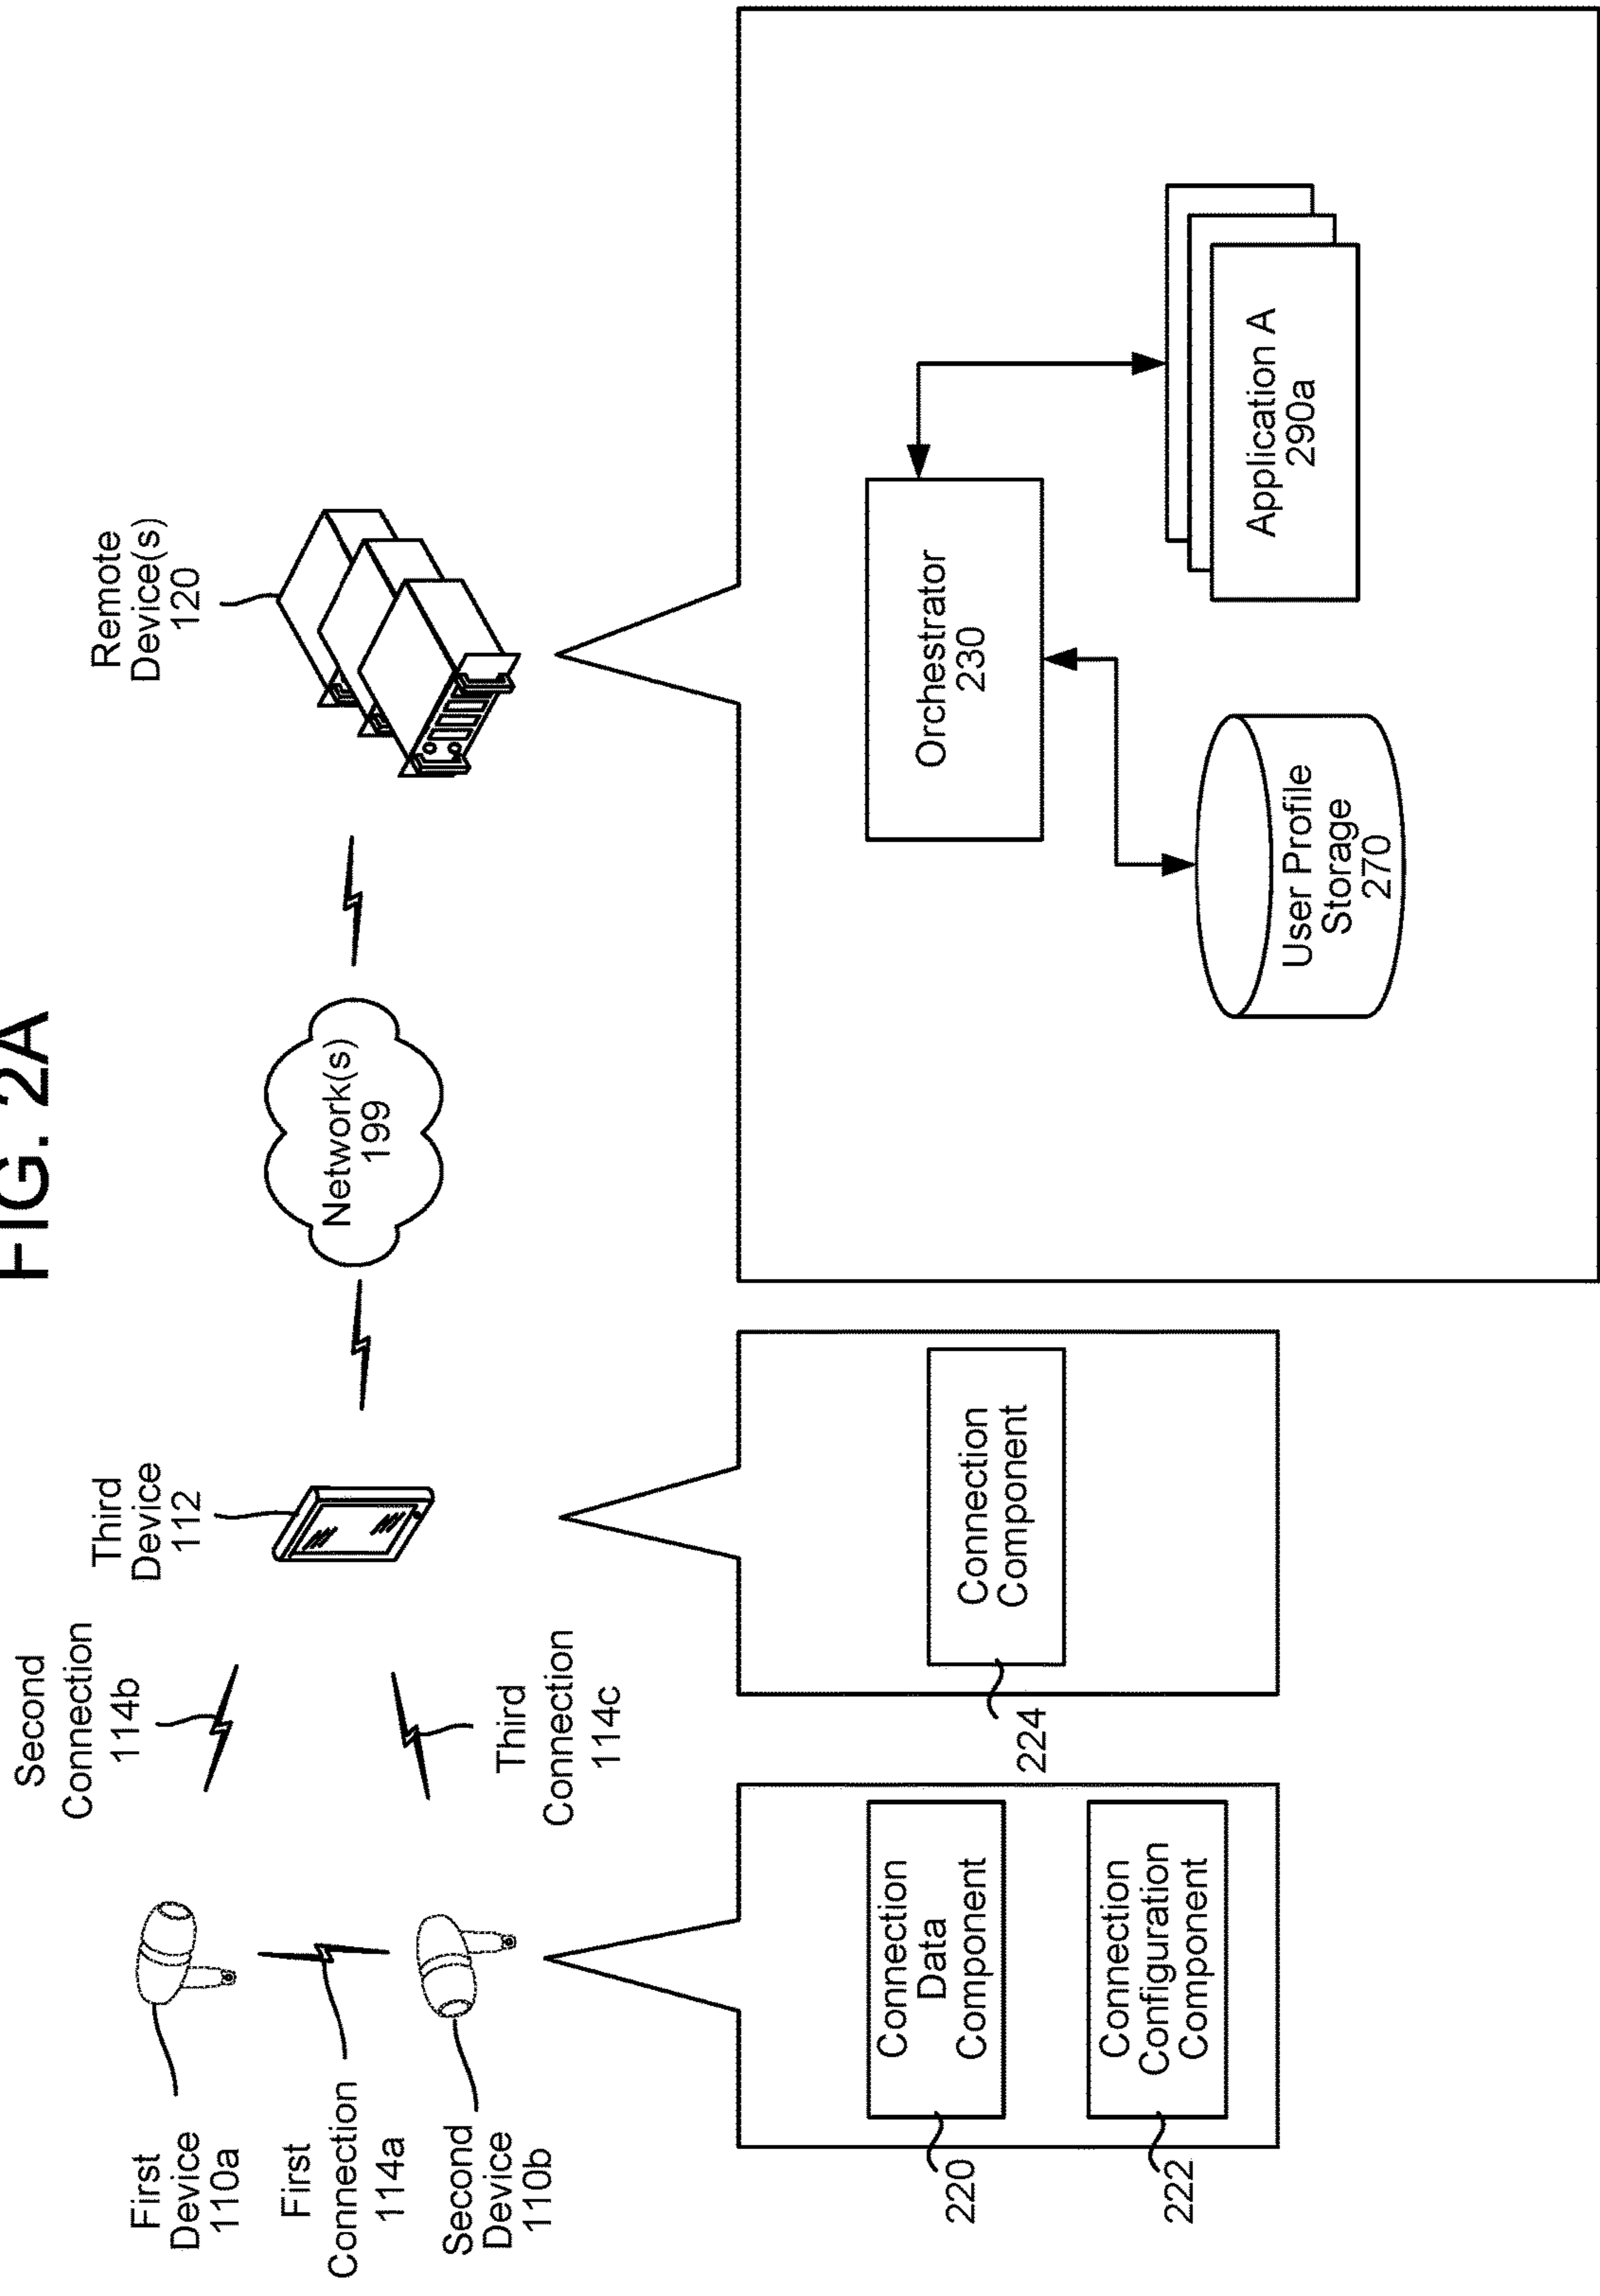 FIG. 2A
First
Device
110a
First
Connection
114a
Second
Device
110b
Second
Connection
114b
Third
Connection
114c
Third
Device
112
Network(s)
199
Remote
Device(s)
120
220
Connection
Data
Component
222
Connection
Configuration
Component
224
Connection
Component
Orchestrator
230
User Profile
Storage
270
Application A
290a